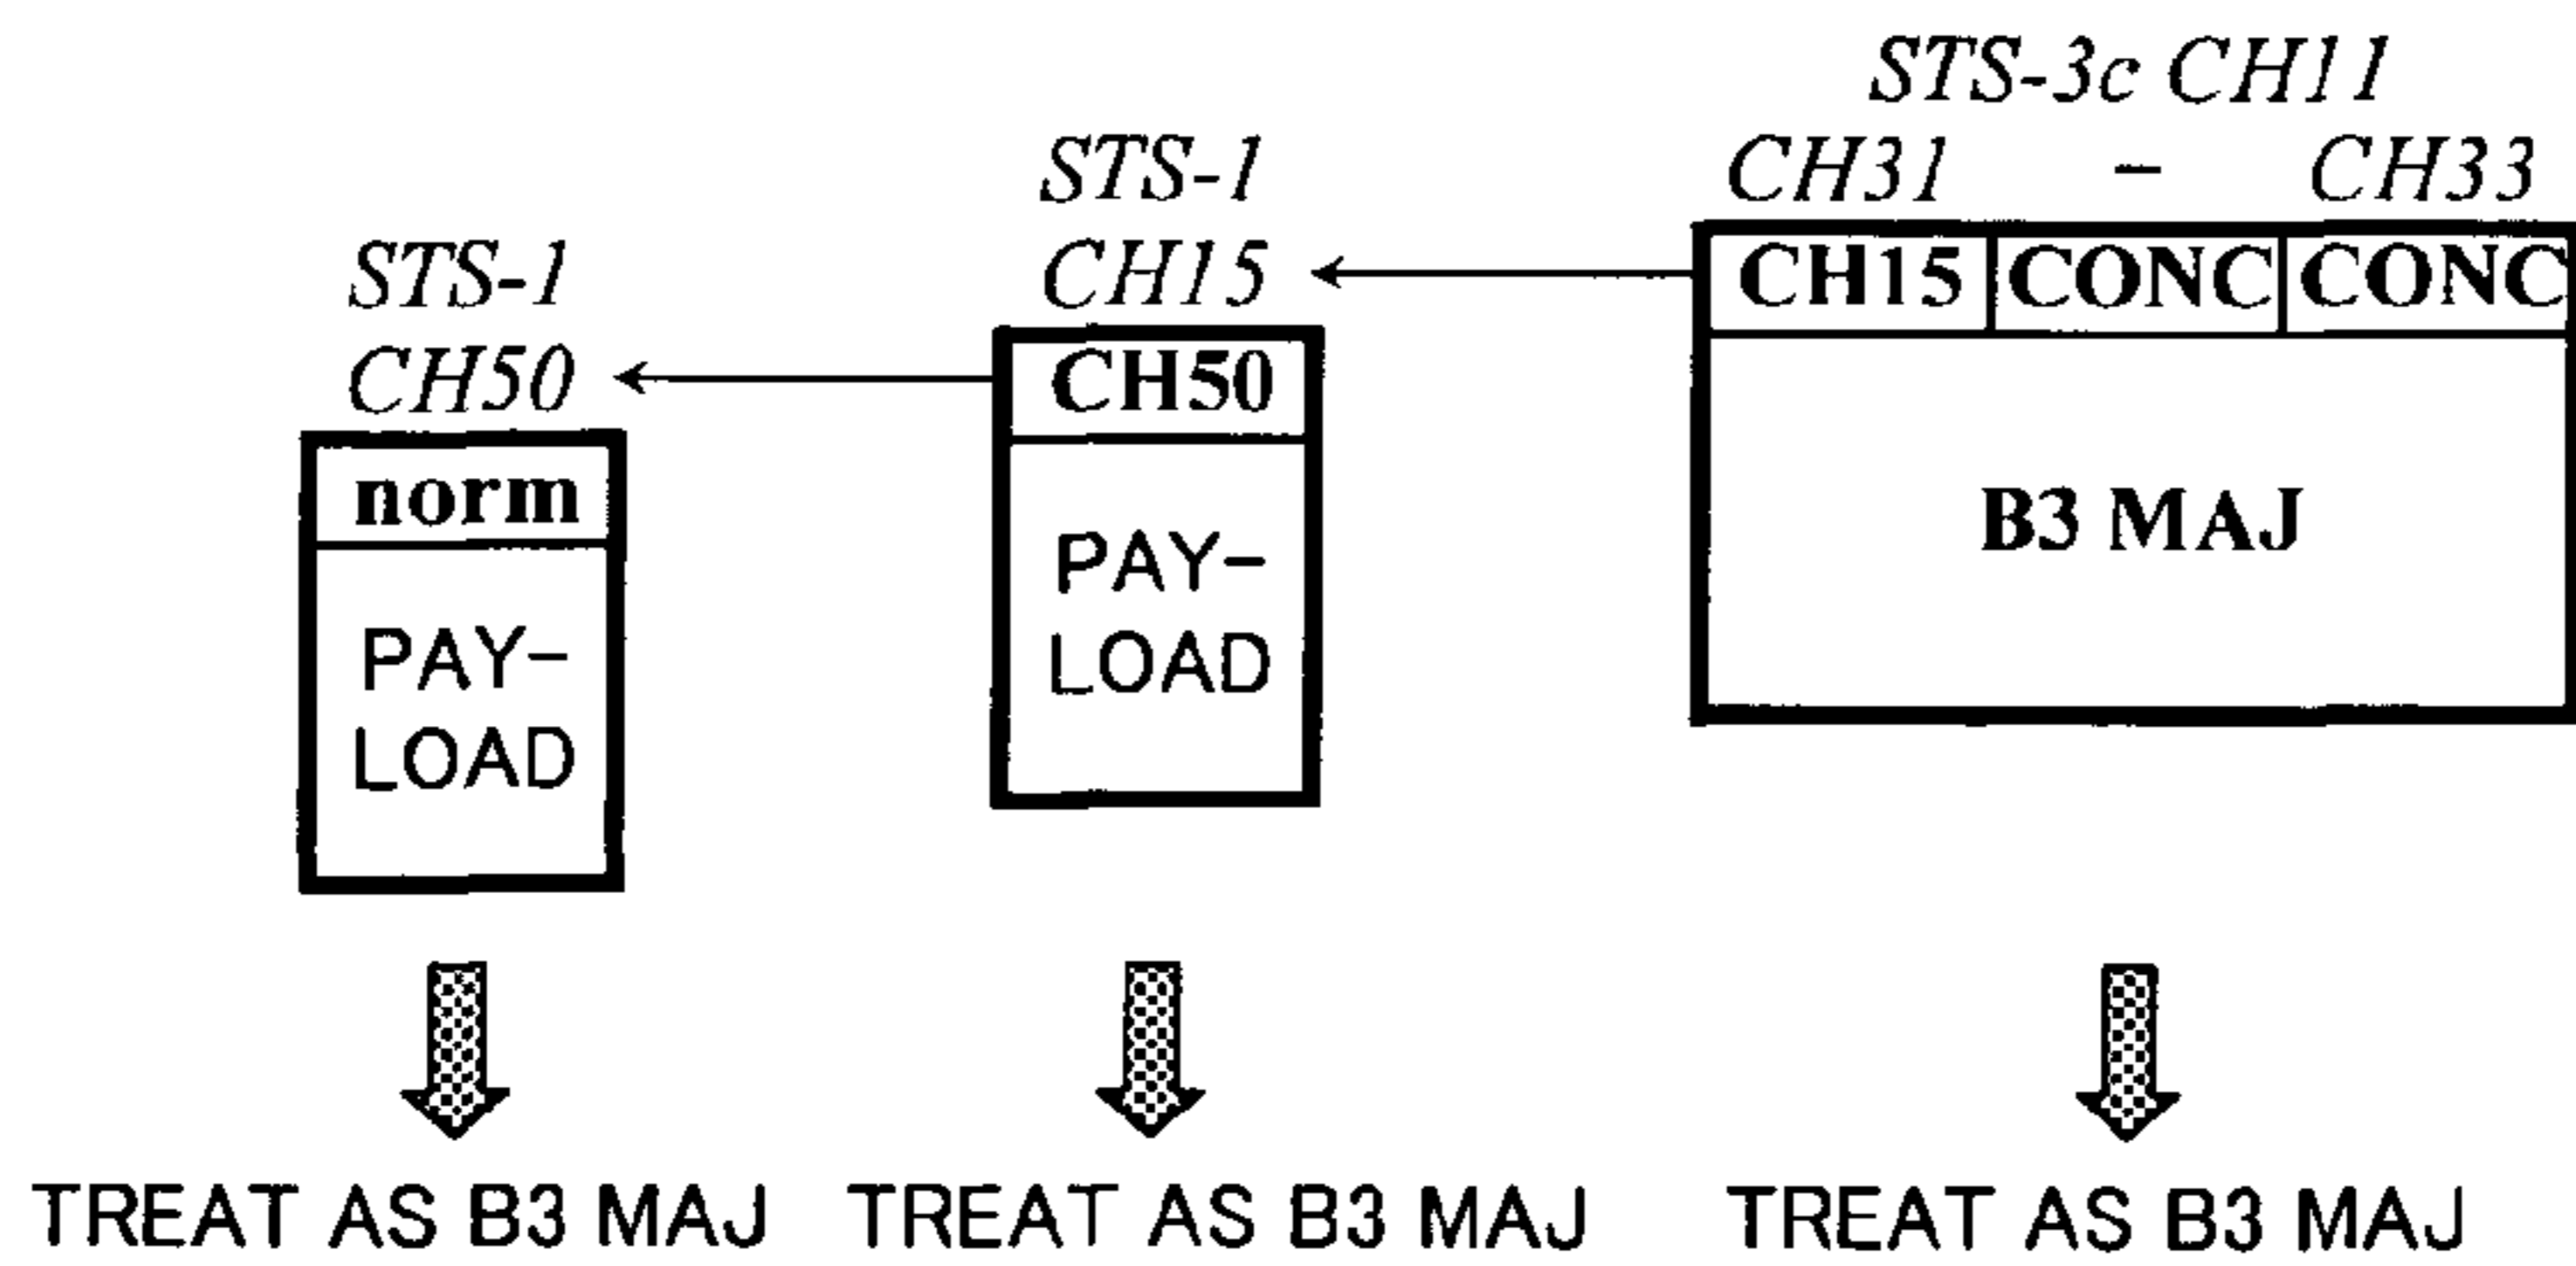 STS-3c CH11
CH31 - CH33
CH15 CONC CONC
B3 MAJ
STS-1
CH15
CH50
PAY-
LOAD
STS-1
CH50
norm
PAY-
LOAD
TREAT AS B3 MAJ TREAT AS B3 MAJ TREAT AS B3 MAJ